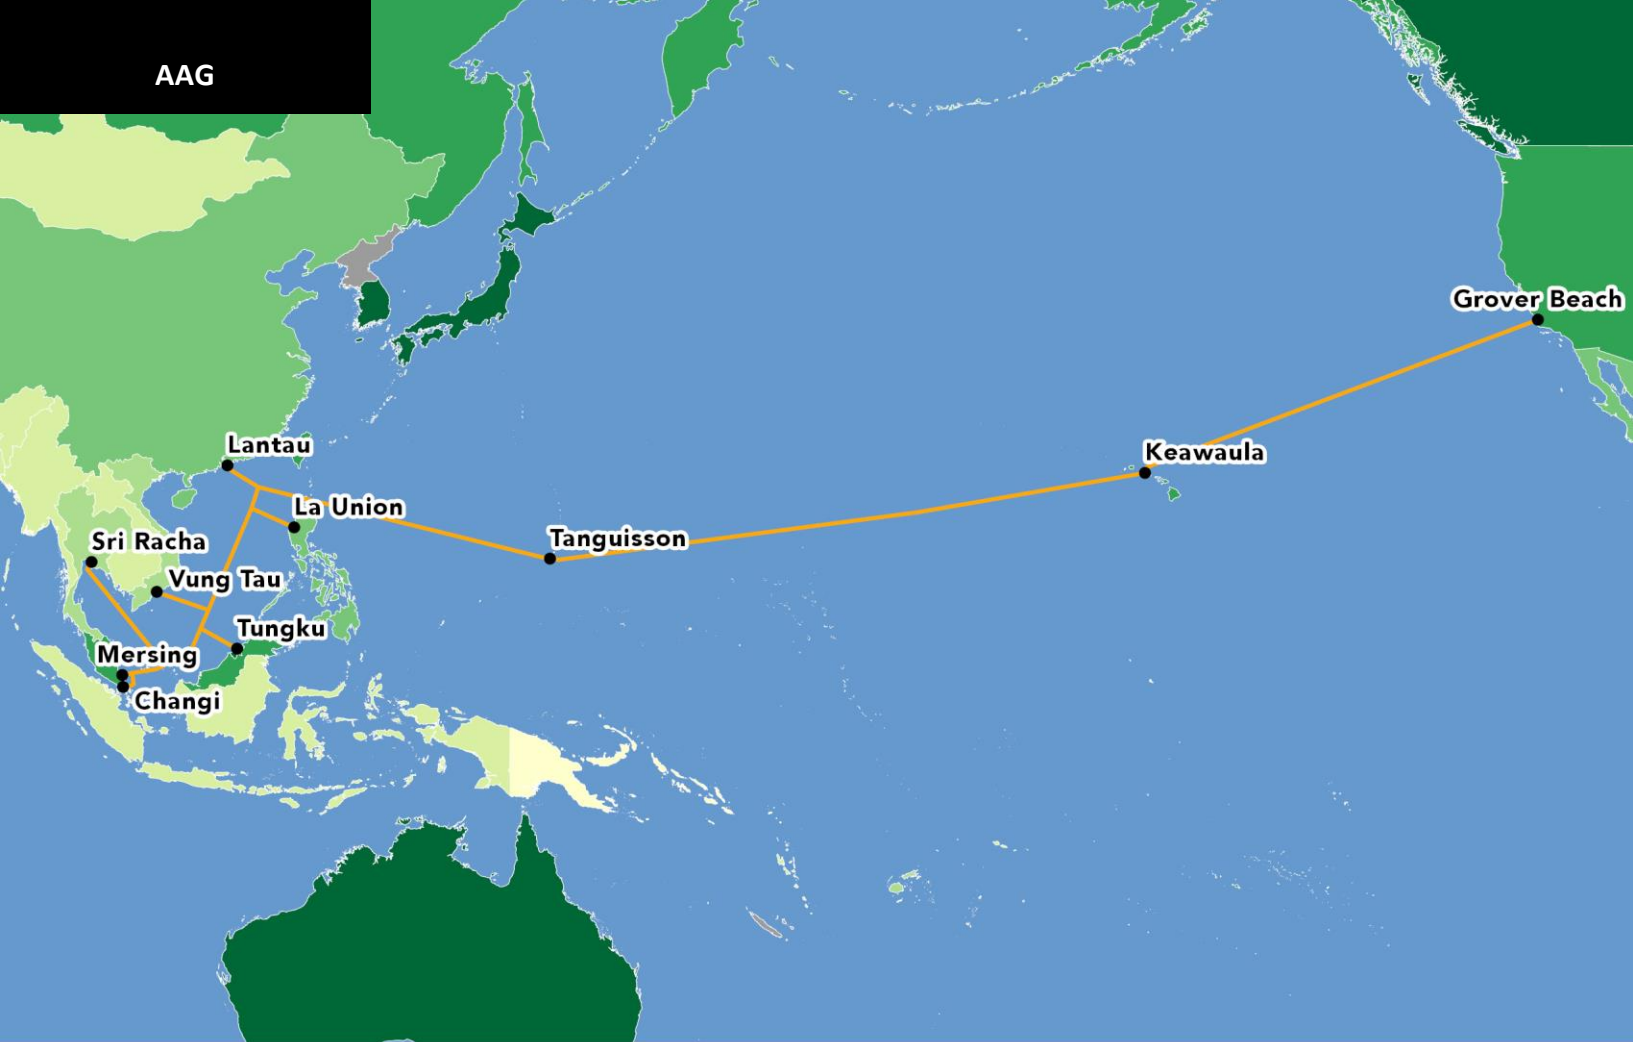 AAG
Grover Beach
Lantau
Keawaula
La Union
Sri Racha
Tanguisson
Vung Tau
Tungku
Mersing
Changi